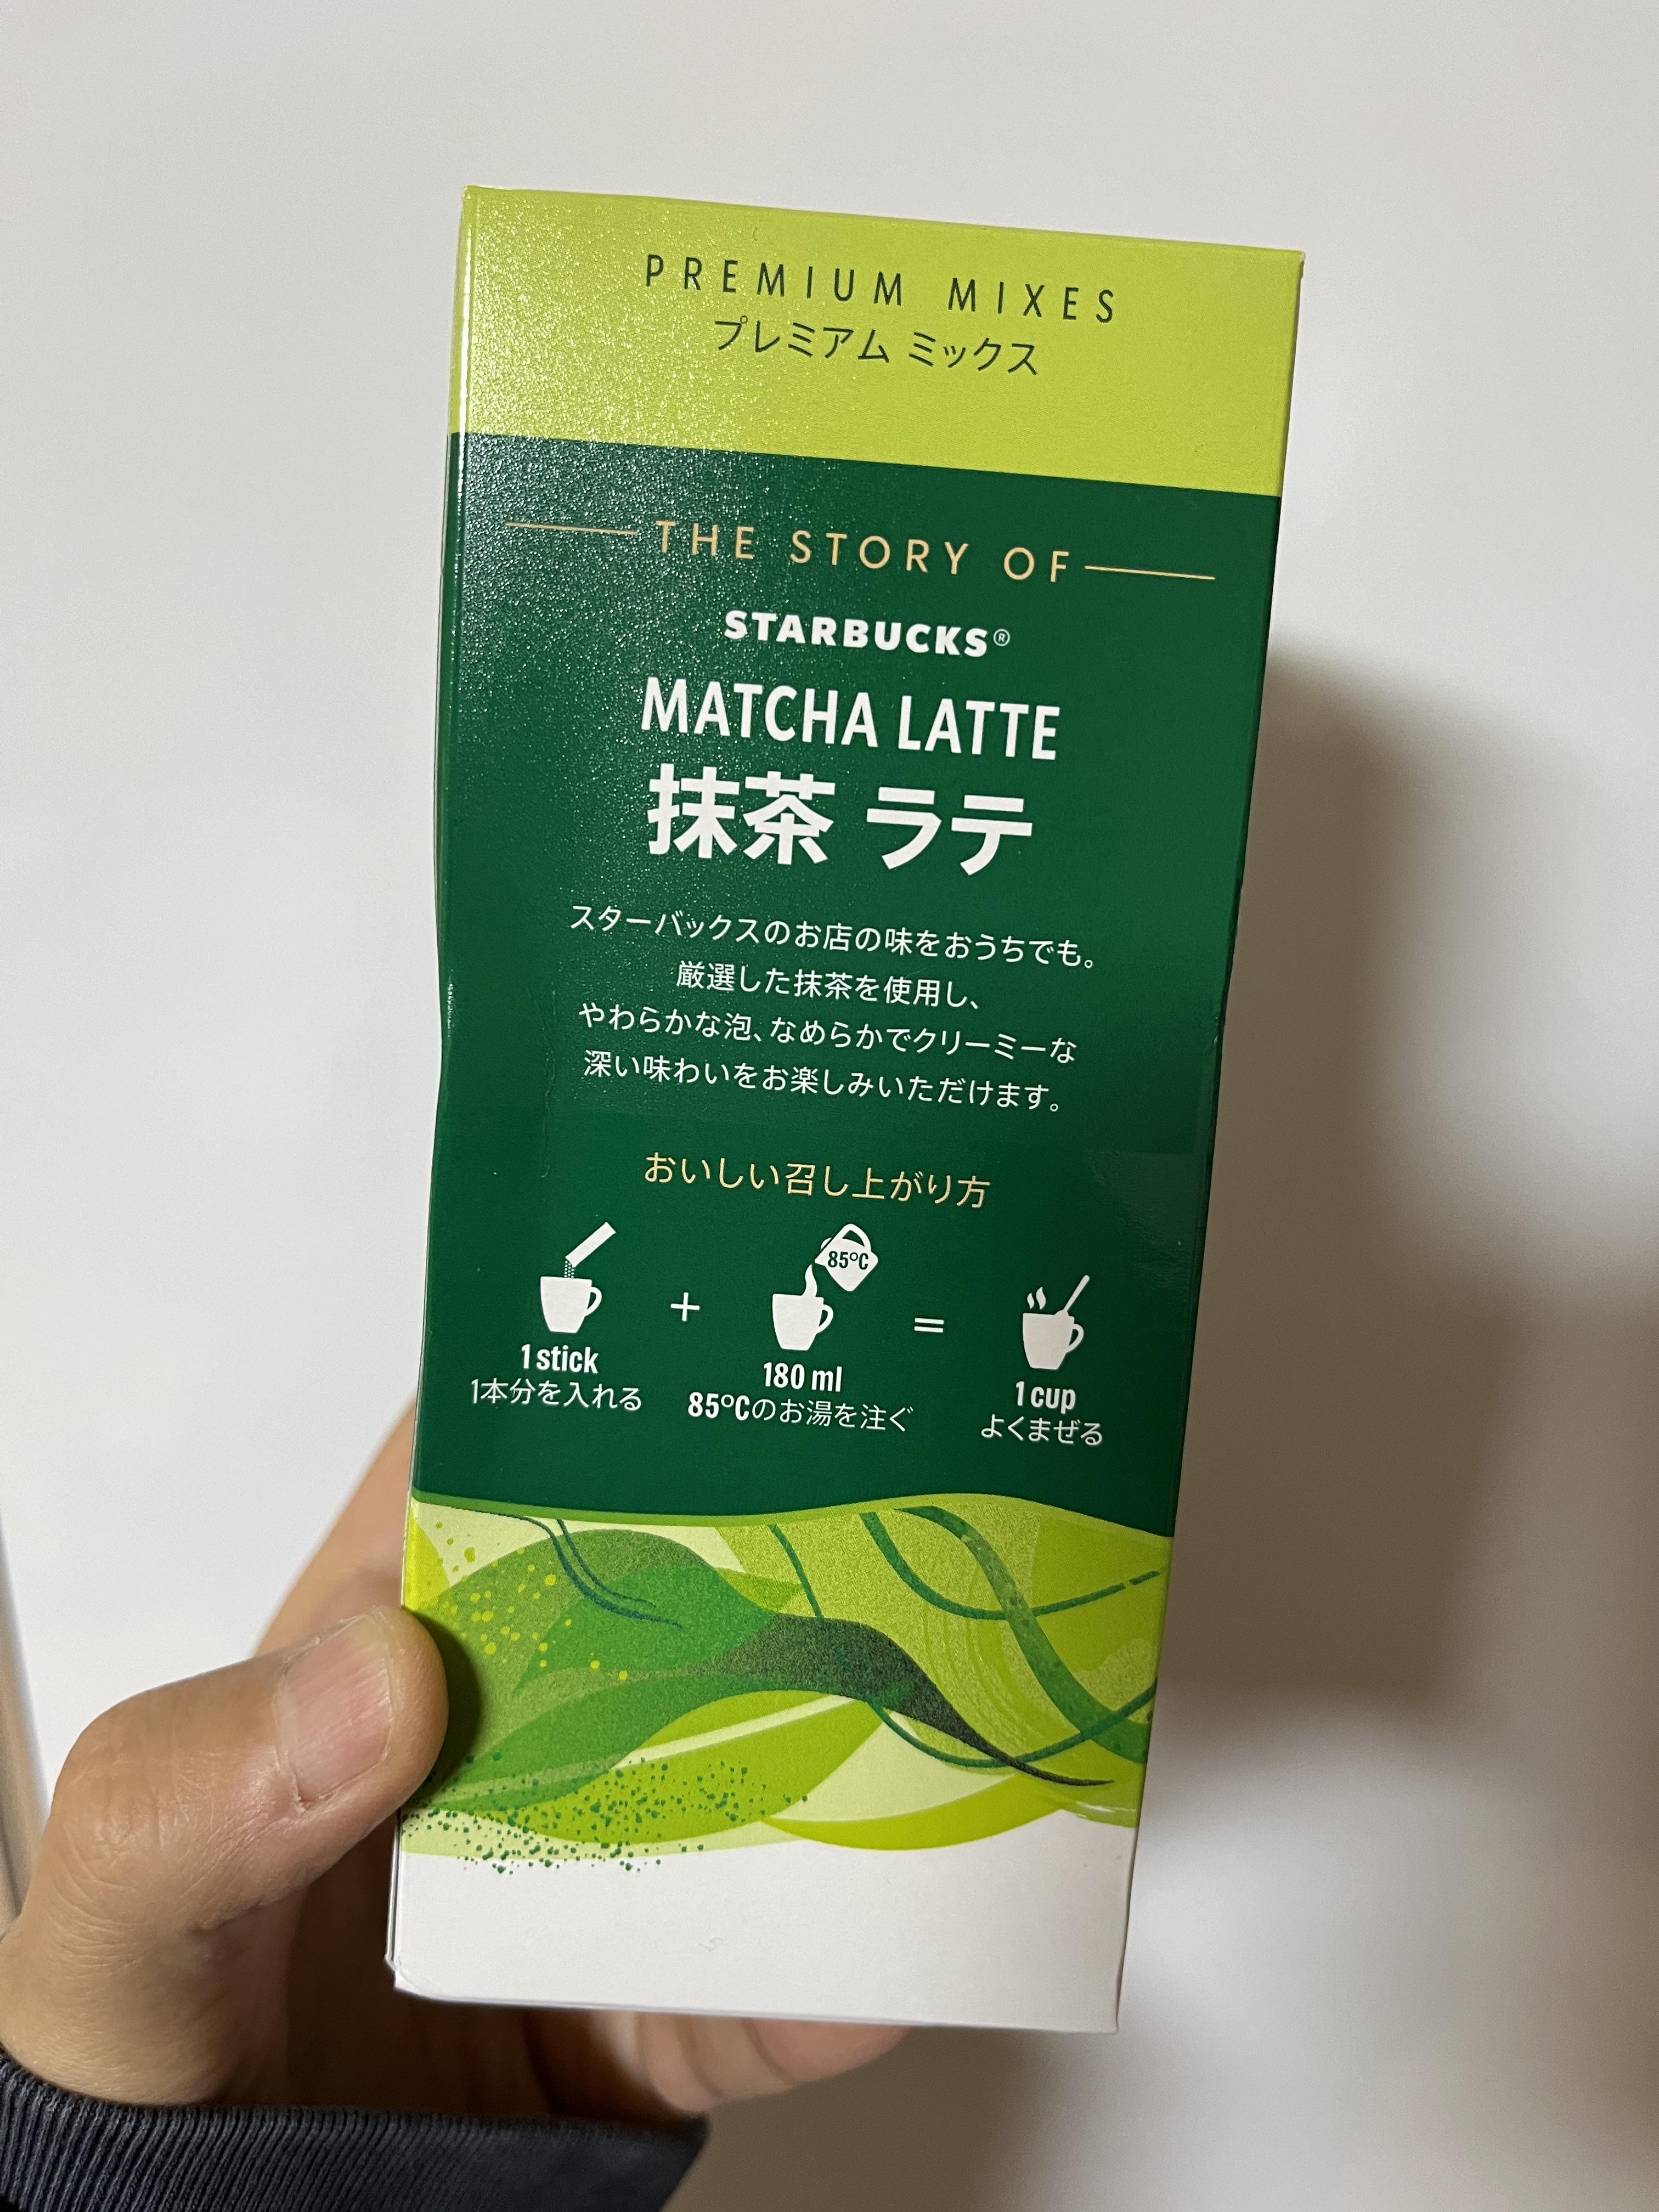 PREMIUM MIXES
プレミアム ミックス
THE STORY OF
STARBUCKS®
MATCHA LATTE
抹茶 ラテ
スターバックスのお店の味をおうちでも。
厳選した抹茶を使用し、
やわらかな泡、なめらかでクリーミーな
深い味わいをお楽しみいただけます。
おいしい召し上がり方
85°C
+
=
1 stick
180 ml
1 cup
1本分を入れる
85°Cのお湯を注ぐ
よくまぜる